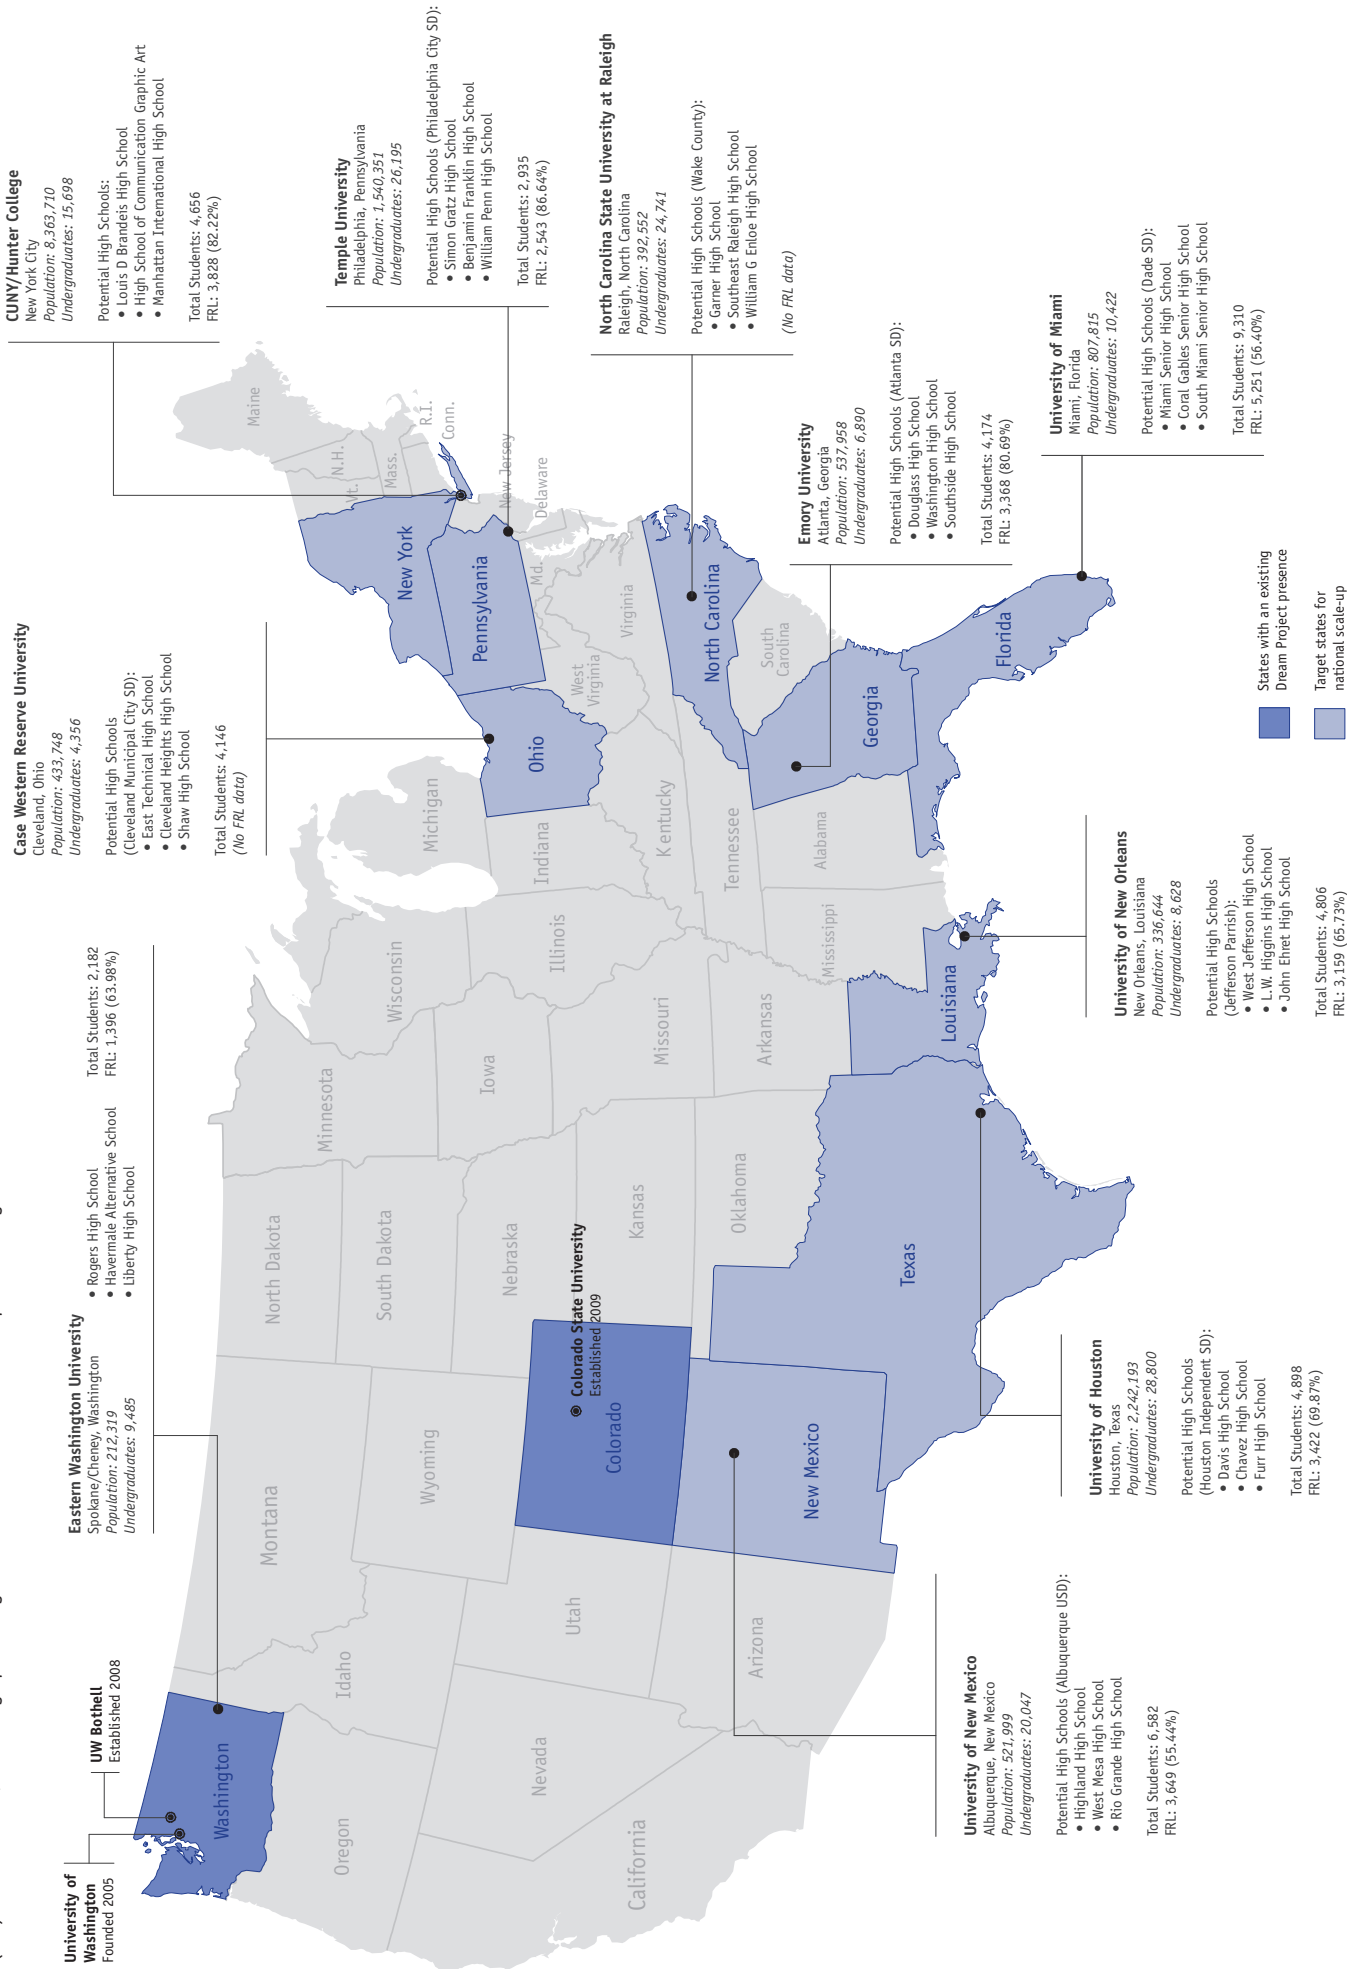 University of
Washington
Founded 2005
UW Bothell
Established 2008
Eastern Washington University
Spokane/Cheney, Washington
Population: 212,319
Undergraduates: 9,485
• Rogers High School
• Havermale Alternative School
• Liberty High School
Total Students: 2,182
FRL: 1,396 (63.98%)
Case Western Reserve University
Cleveland, Ohio
Population: 433,748
Undergraduates: 4,356
Potential High Schools
(Cleveland Municipal City SD):
• East Technical High School
• Cleveland Heights High School
• Shaw High School
Total Students: 4,146
(No FRL data)
CUNY/Hunter College
New York City
Population: 8,363,710
Undergraduates: 15,698
Potential High Schools:
• Louis D Brandeis High School
• High School of Communication Graphic Art
• Manhattan International High School
Total Students: 4,656
FRL: 3,828 (82.22%)
Temple University
Philadelphia, Pennsylvania
Population: 1,540,351
Undergraduates: 26,195
Potential High Schools (Philadelphia City SD):
• Simon Gratz High School
• Benjamin Franklin High School
• William Penn High School
Total Students: 2,935
FRL: 2,543 (86.64%)
North Carolina State University at Raleigh
Raleigh, North Carolina
Population: 392,552
Undergraduates: 24,741
Potential High Schools (Wake County):
• Garner High School
• Southeast Raleigh High School
• William G Enloe High School
(No FRL data)
Emory University
Atlanta, Georgia
Population: 537,958
Undergraduates: 6,890
Potential High Schools (Atlanta SD):
• Douglass High School
• Washington High School
• Southside High School
Total Students: 4,174
FRL: 3,368 (80.69%)
University of Miami
Miami, Florida
Population: 807,815
Undergraduates: 10,422
Potential High Schools (Dade SD):
• Miami Senior High School
• Coral Gables Senior High School
• South Miami Senior High School
Total Students: 9,310
FRL: 5,251 (56.40%)
Washington
Oregon
California
Nevada
Idaho
Montana
Wyoming
Utah
Arizona
Colorado
Colorado State University
Established 2009
New Mexico
North Dakota
South Dakota
Nebraska
Kansas
Oklahoma
Texas
Minnesota
Iowa
Missouri
Arkansas
Louisiana
Wisconsin
Illinois
Mississippi
Michigan
Indiana
Kentucky
Tennessee
Alabama
Ohio
West
Virginia
Virginia
North Carolina
South
Carolina
Georgia
Florida
Pennsylvania
New York
Md.
Delaware
New Jersey
Conn.
R.I.
Mass.
Vt.
N.H.
Maine
University of New Mexico
Albuquerque, New Mexico
Population: 521,999
Undergraduates: 20,047
Potential High Schools (Albuquerque USD):
• Highland High School
• West Mesa High School
• Rio Grande High School
Total Students: 6,582
FRL: 3,649 (55.44%)
University of Houston
Houston, Texas
Population: 2,242,193
Undergraduates: 28,800
Potential High Schools
(Houston Independent SD):
• Davis High School
• Chavez High School
• Furr High School
Total Students: 4,898
FRL: 3,422 (69.87%)
University of New Orleans
New Orleans, Louisiana
Population: 336,644
Undergraduates: 8,628
Potential High Schools
(Jefferson Parrish):
• West Jefferson High School
• L.W. Higgins High School
• John Ehret High School
Total Students: 4,806
FRL: 3,159 (65.73%)
States with an existing
Dream Project presence
Target states for
national scale-up